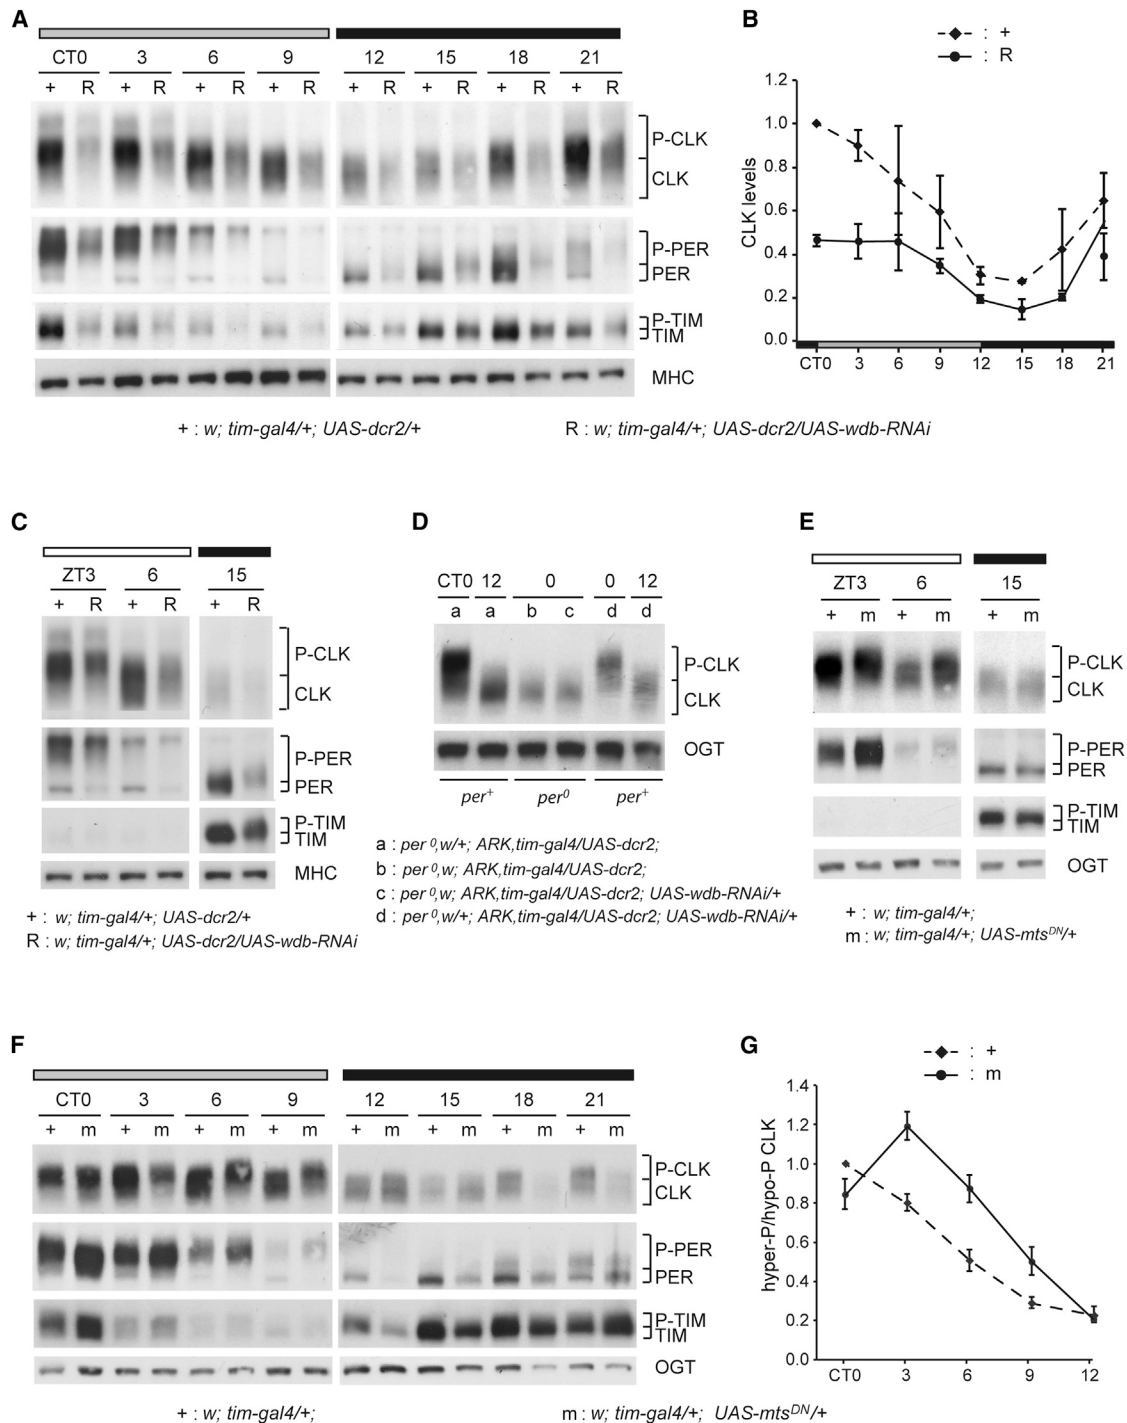 A
CT0 3 6 9 12 15 18 21
+ R + R + R + R + R + R + R + R
P-CLK
CLK
P-PER
PER
P-TIM
TIM
MHC
+ : w; tim-gal4/+; UAS-dcr2/+
R : w; tim-gal4/+; UAS-dcr2/UAS-wdb-RNAi
B
: +
: R
CLK levels
1.2
1.0
0.8
0.6
0.4
0.2
0.0
CT0 3 6 9 12 15 18 21
C
ZT3 6 15
+ R + R + R
P-CLK
CLK
P-PER
PER
P-TIM
TIM
MHC
+ : w; tim-gal4/+; UAS-dcr2/+
R : w; tim-gal4/+; UAS-dcr2/UAS-wdb-RNAi
D
CT0 12 0 0 12
a a b c d d
P-CLK
CLK
OGT
per+ per0 per+
a : per 0,w/+; ARK,tim-gal4/UAS-dcr2;
b : per 0,w; ARK,tim-gal4/UAS-dcr2;
c : per 0,w; ARK,tim-gal4/UAS-dcr2; UAS-wdb-RNAi/+
d : per 0,w/+; ARK,tim-gal4/UAS-dcr2; UAS-wdb-RNAi/+
E
ZT3 6 15
+ m + m + m
P-CLK
CLK
P-PER
PER
P-TIM
TIM
OGT
+ : w; tim-gal4/+;
m : w; tim-gal4/+; UAS-mtsDN/+
F
CT0 3 6 9 12 15 18 21
+ m + m + m + m + m + m + m + m
P-CLK
CLK
P-PER
PER
P-TIM
TIM
OGT
+ : w; tim-gal4/+;
m : w; tim-gal4/+; UAS-mtsDN/+
G
: +
: m
hyper-P/hypo-P CLK
1.4
1.2
1.0
0.8
0.6
0.4
0.2
0.0
CT0 3 6 9 12